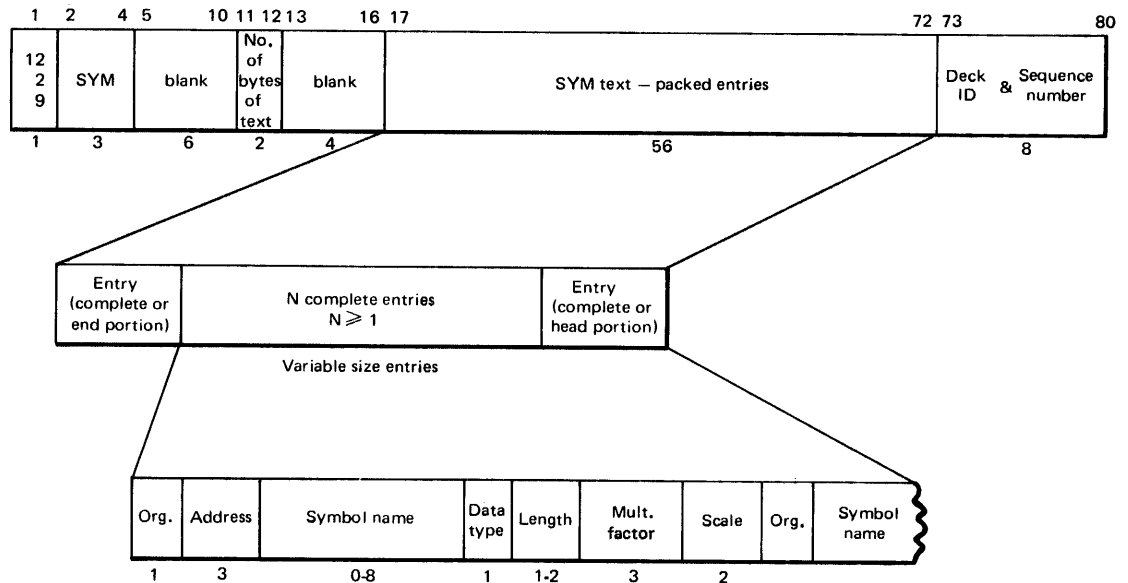 1 2 4 5 10 11 12 13 16 17 72 73 80
12
2
9
SYM
blank
No.
of
bytes
of
text
blank
SYM text — packed entries
Deck
ID
&
Sequence
number
1 3 6 2 4 56 8
Entry
(complete or
end portion)
N complete entries
N ⩾ 1
Entry
(complete or
head portion)
Variable size entries
Org.
Address
Symbol name
Data
type
Length
Mult.
factor
Scale
Org.
Symbol
name
1 3 0-8 1 1-2 3 2